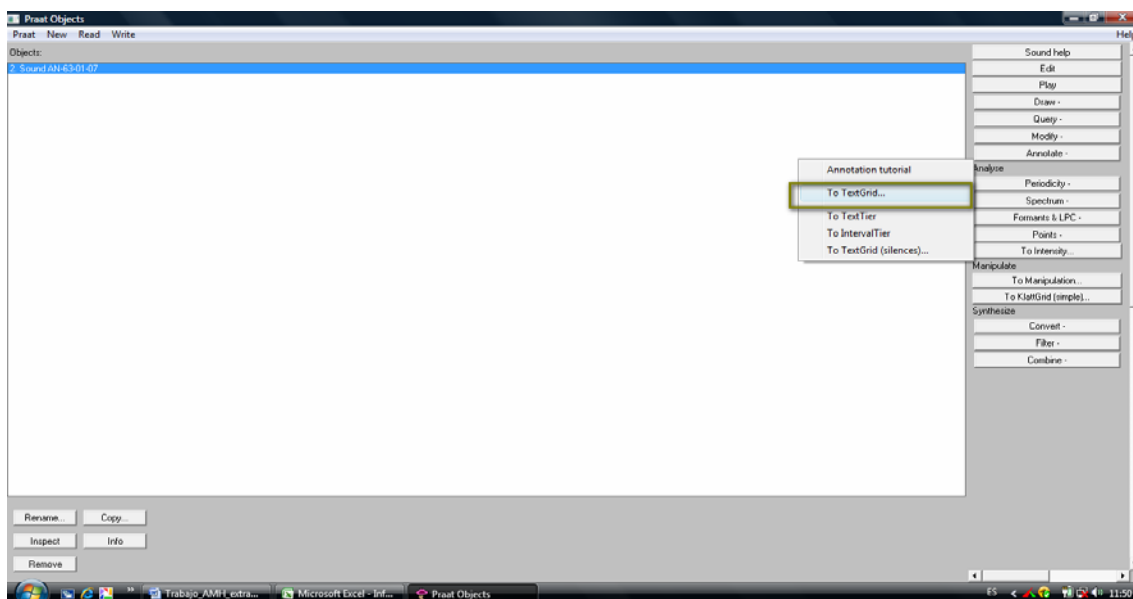 Praat Objects
Praat New Read Write Help
Objects:
2. Sound AN-63-01-07
Sound help
Edit
Play
Draw -
Query -
Modify -
Annotate -
Annotation tutorial
To TextGrid...
To TextTier
To IntervalTier
To TextGrid (silences)...
Analyse
Periodicity -
Spectrum -
Formants & LPC -
Points -
To Intensity...
Manipulate
To Manipulation...
To KlattGrid (simple)...
Synthesize
Convert -
Filter -
Combine -
Rename... Copy...
Inspect Info
Remove
Trabajo_AMH_extra... Microsoft Excel - Inf... Praat Objects ES 11:50